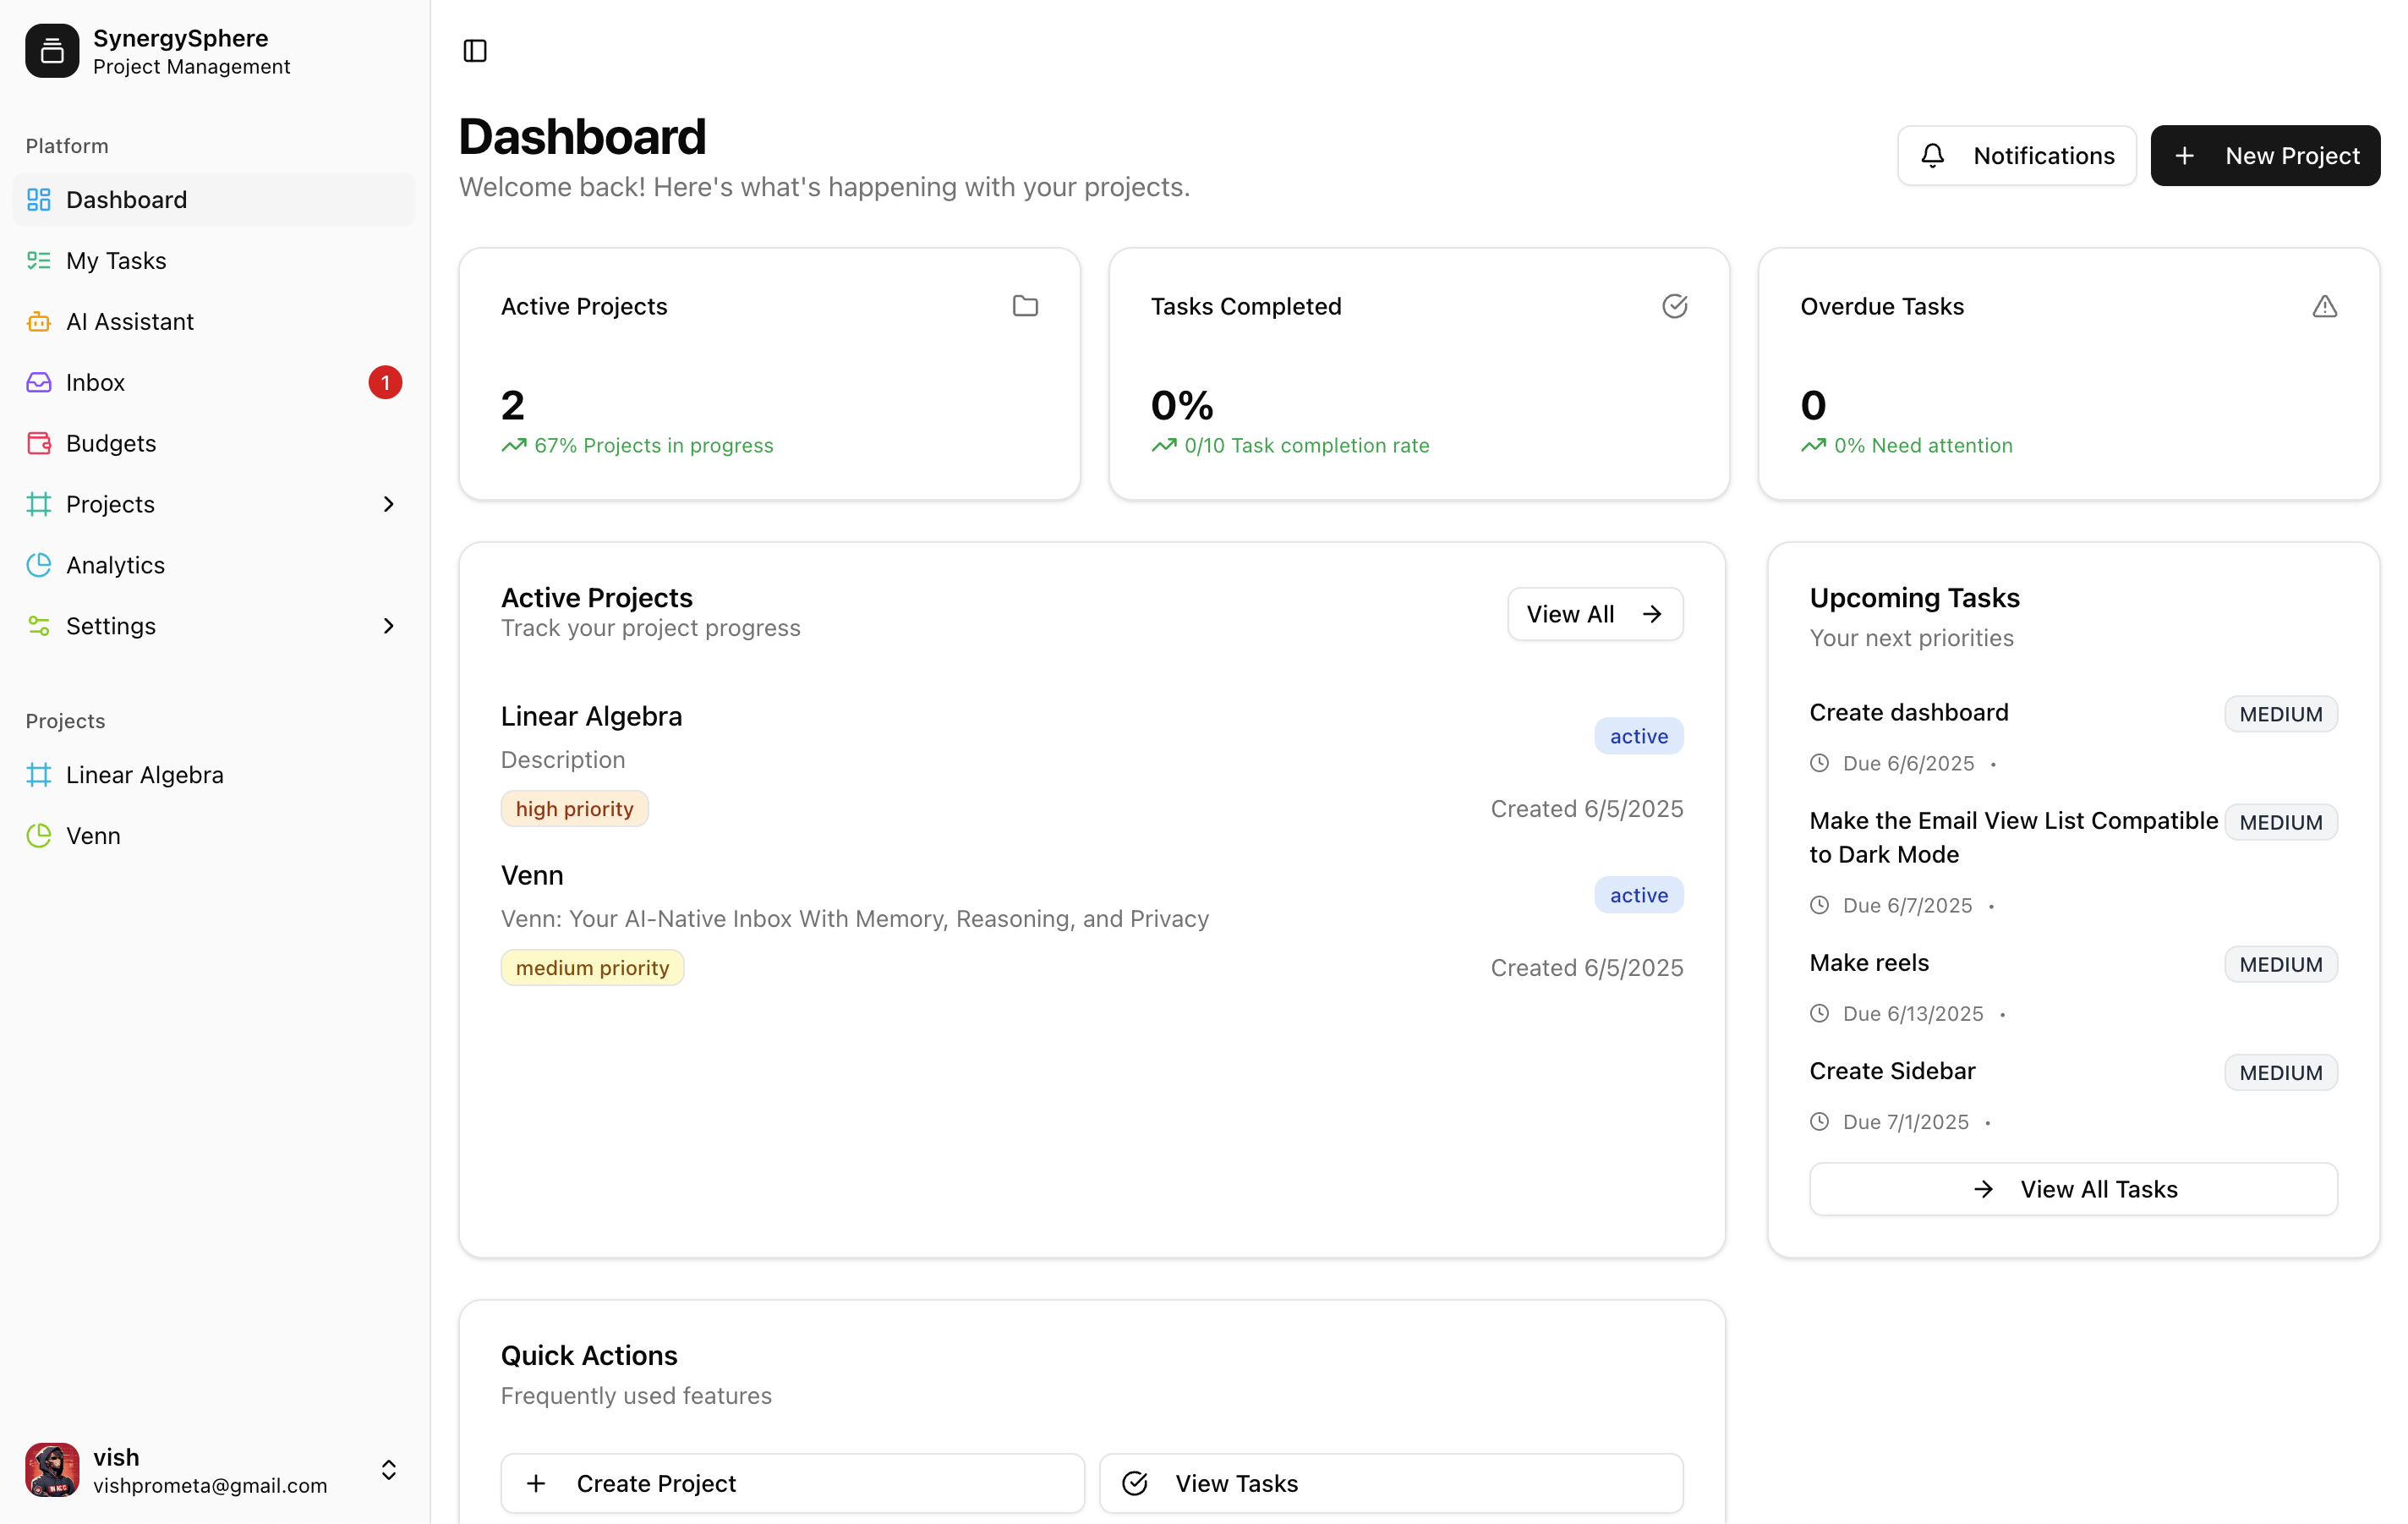 SynergySphere
Project Management
Platform
Dashboard
My Tasks
AI Assistant
Inbox
1
Budgets
Projects
Analytics
Settings
Projects
Linear Algebra
Venn
vish
vishprometa@gmail.com
Dashboard
Welcome back! Here's what's happening with your projects.
Notifications
New Project
Active Projects
2
67% Projects in progress
Tasks Completed
0%
0/10 Task completion rate
Overdue Tasks
0
0% Need attention
Active Projects
Track your project progress
View All
Linear Algebra
active
Description
high priority
Created 6/5/2025
Venn
active
Venn: Your AI-Native Inbox With Memory, Reasoning, and Privacy
medium priority
Created 6/5/2025
Upcoming Tasks
Your next priorities
Create dashboard
MEDIUM
Due 6/6/2025 •
Make the Email View List Compatible
to Dark Mode
MEDIUM
Due 6/7/2025 •
Make reels
MEDIUM
Due 6/13/2025 •
Create Sidebar
MEDIUM
Due 7/1/2025 •
View All Tasks
Quick Actions
Frequently used features
Create Project
View Tasks